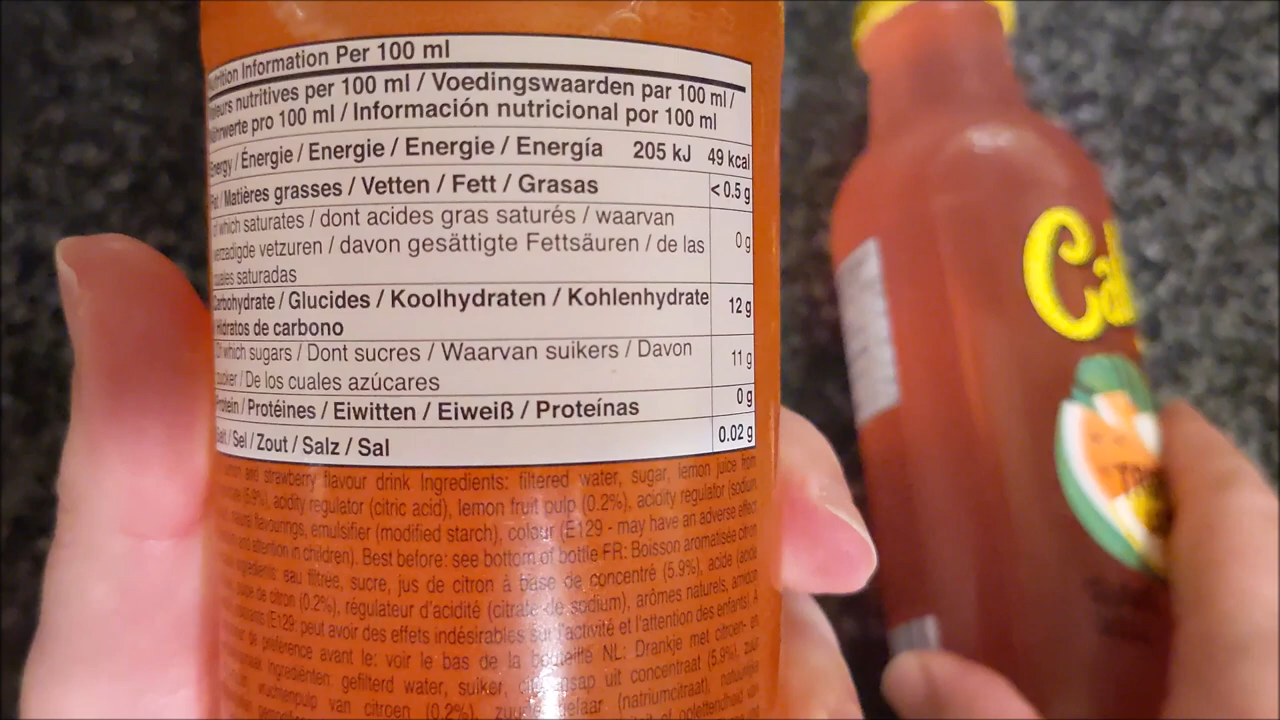 Information Per 100 ml
nutritives per 100 ml / Voedingswaarden par 100 ml /
pro 100 ml / Información nutricional por 100 ml
/ Énergie / Energie / Energie / Energía 205 kJ 49 kcal
/ Matières grasses / Vetten / Fett / Grasas < 0.5 g
which saturates / dont acides gras saturés / waarvan
vetzuren / davon gesättigte Fettsäuren / de las 0 g
saturadas
Carbohydrate / Glucides / Koolhydraten / Kohlenhydrate 12 g
Hidratos de carbono
Of which sugars / Dont sucres / Waarvan suikers / Davon 11 g
/ De los cuales azúcares
/ Protéines / Eiwitten / Eiweiß / Proteínas 0 g
/ Sel / Zout / Salz / Sal 0.02 g
and strawberry flavour drink Ingredients: filtered water, sugar, lemon juice from
(5.9%), acidity regulator (citric acid), lemon fruit pulp (0.2%), acidity regulator (sodium
flavourings, emulsifier (modified starch), colour (E129 - may have an adverse effect
and attention in children). Best before: see bottom of bottle FR: Boisson aromatisée citron
eau filtrée, sucre, jus de citron à base de concentré (5.9%), acide
de citron (0.2%), régulateur d'acidité (citrate de sodium), arômes naturels, amidon
(E129: peut avoir des effets indésirables sur l'activité et l'attention des enfants). À
de préférence avant le: voir le bas de la bouteille NL: Drankje met citroen-
Ingrediënten: gefilterd water, suiker, uit concentraat (5.9%),
van citroen (0.2%), (natriumcitraat),
Ca